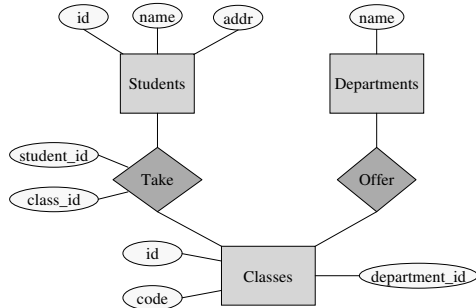 id
name
addr
name
Students
Departments
student_id
Take
Offer
class_id
id
Classes
department_id
code